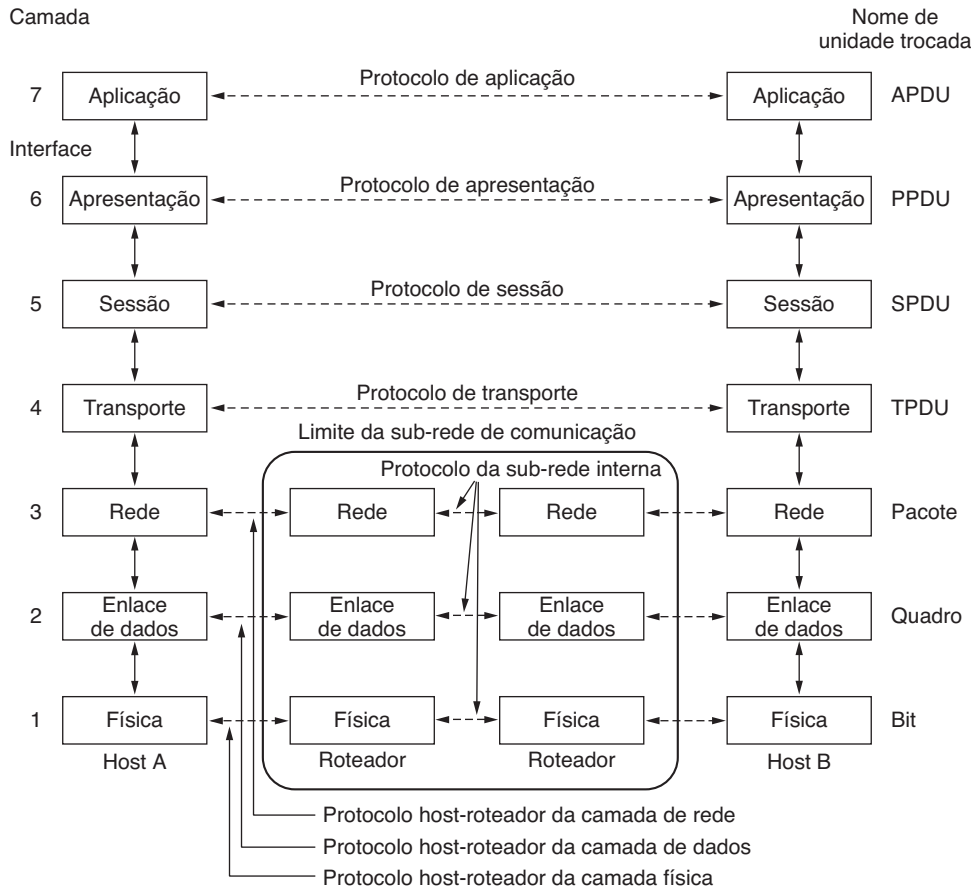 Camada
Nome de
unidade trocada
7
Aplicação
Protocolo de aplicação
Aplicação
APDU
Interface
6
Apresentação
Protocolo de apresentação
Apresentação
PPDU
5
Sessão
Protocolo de sessão
Sessão
SPDU
4
Transporte
Protocolo de transporte
Transporte
TPDU
Limite da sub-rede de comunicação
Protocolo da sub-rede interna
3
Rede
Rede
Rede
Rede
Pacote
2
Enlace
de dados
Enlace
de dados
Enlace
de dados
Enlace
de dados
Quadro
1
Física
Física
Física
Física
Bit
Host A
Roteador
Roteador
Host B
Protocolo host-roteador da camada de rede
Protocolo host-roteador da camada de dados
Protocolo host-roteador da camada física